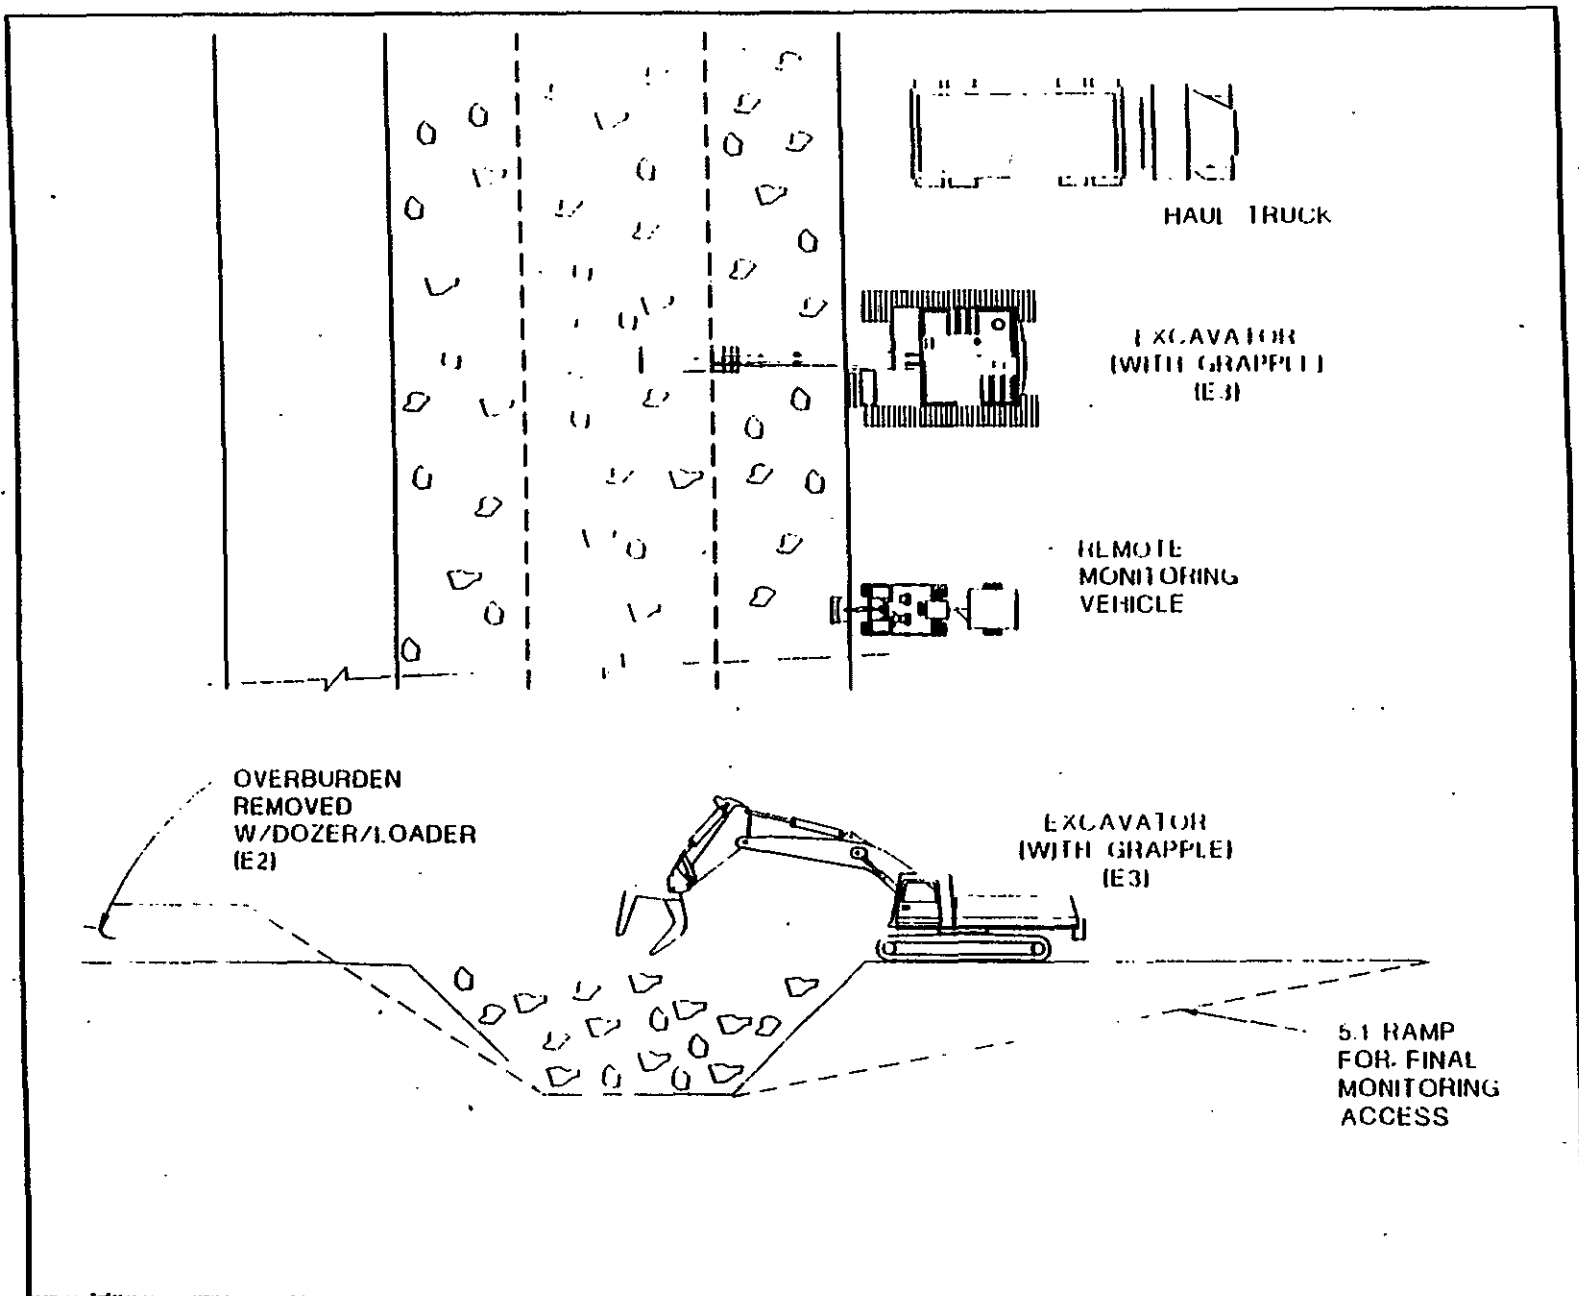 HAUL TRUCK
EXCAVATOR
(WITH GRAPPLE)
(E3)
REMOTE
MONITORING
VEHICLE
OVERBURDEN
REMOVED
W/DOZER/LOADER
(E2)
EXCAVATOR
(WITH GRAPPLE)
(E3)
5:1 RAMP
FOR FINAL
MONITORING
ACCESS